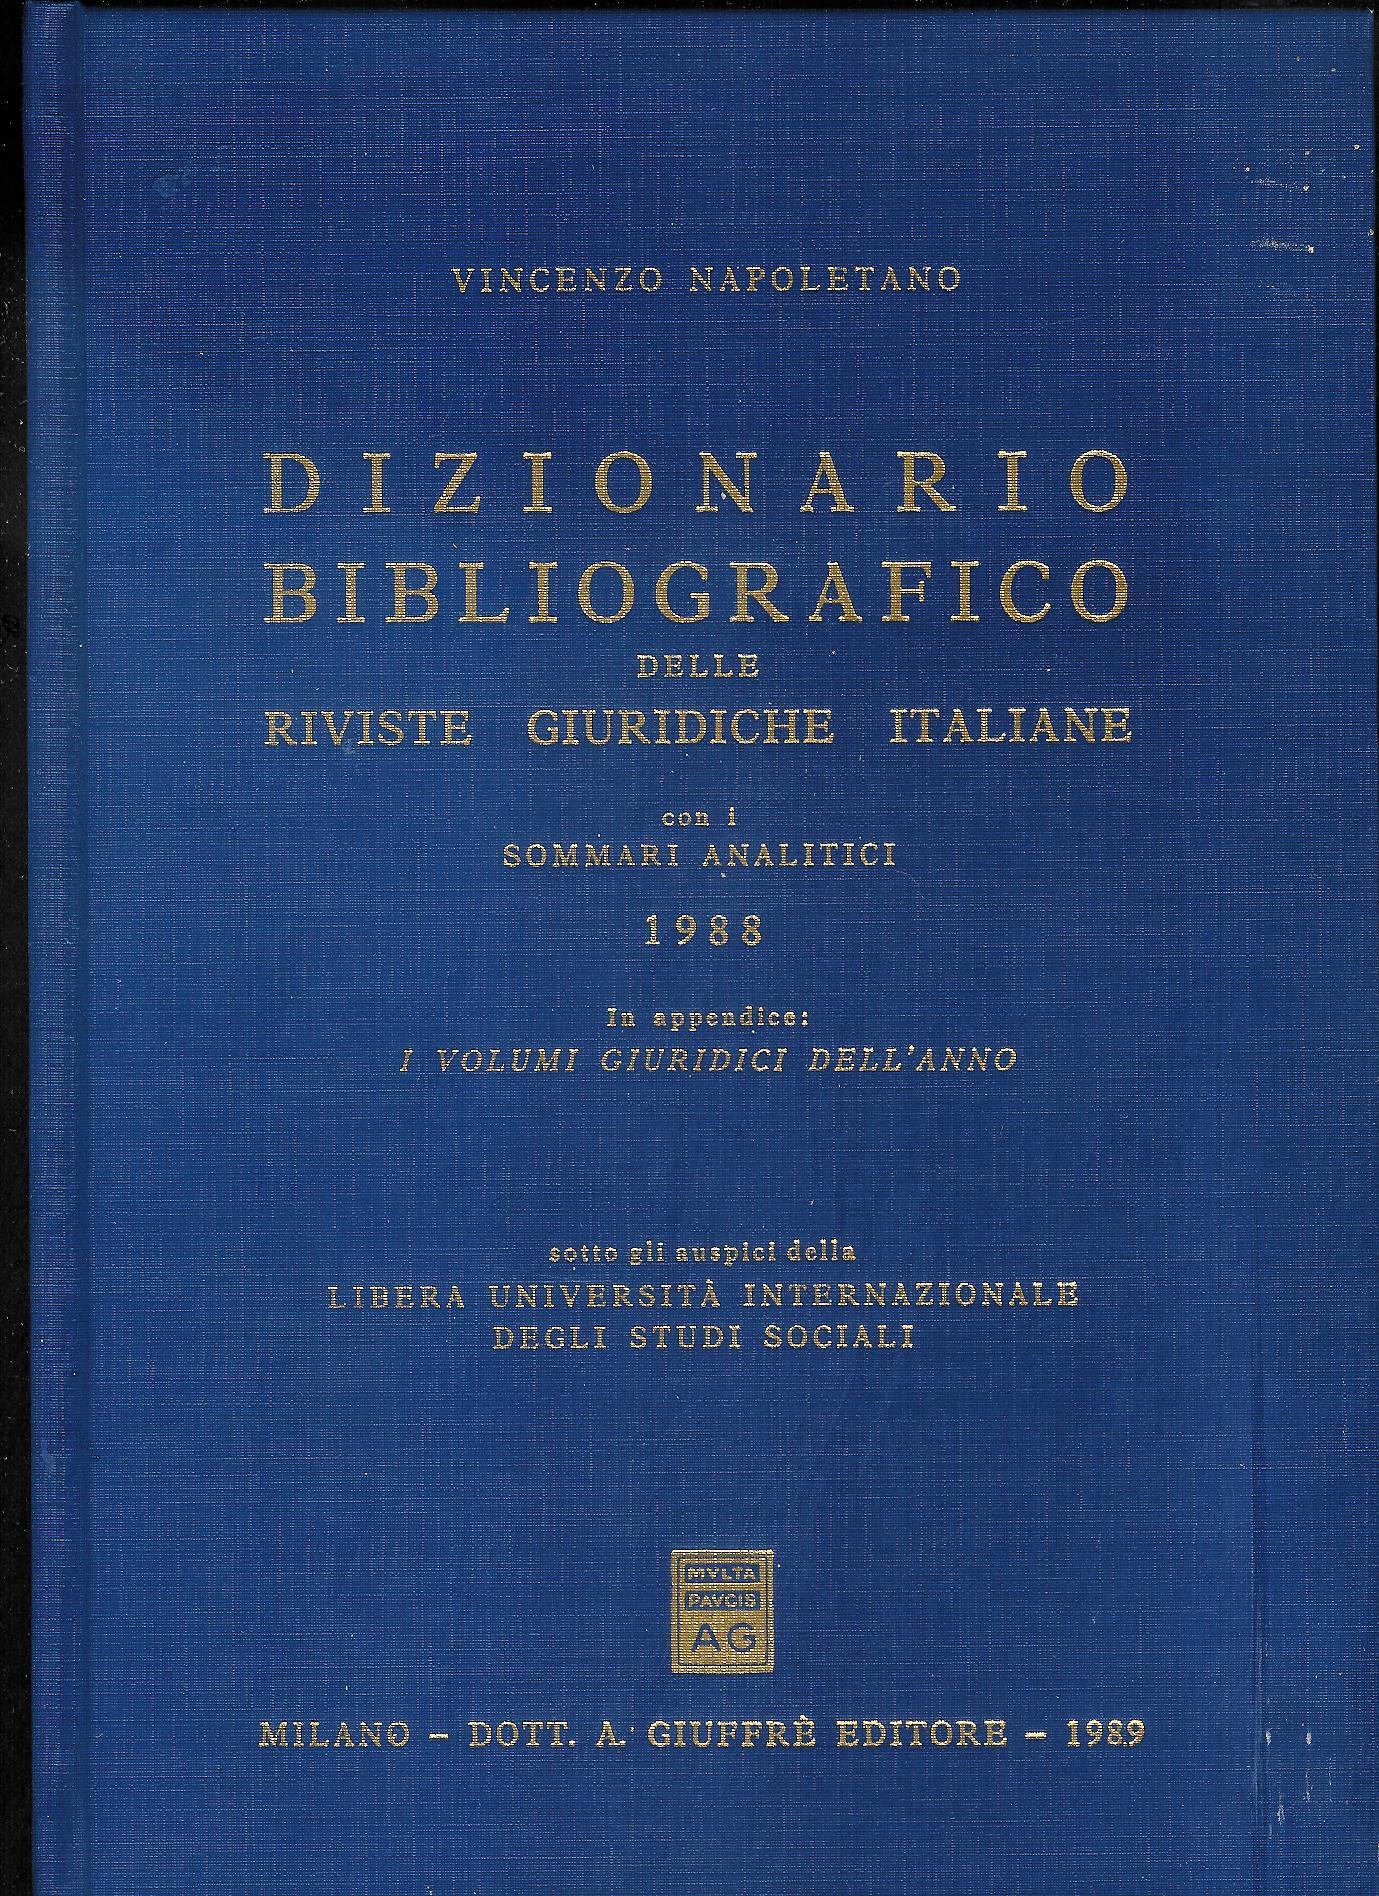 VINCENZO NAPOLETANO
DIZIONARIO
BIBLIOGRAFICO
DELLE
RIVISTE GIURIDICHE ITALIANE
con i
SOMMARI ANALITICI
1988
In appendice:
I VOLUMI GIURIDICI DELL'ANNO
sotto gli auspici della
LIBERA UNIVERSITÀ INTERNAZIONALE
DEGLI STUDI SOCIALI
MVLTA
PAVCIS
AG
MILANO – DOTT. A. GIUFFRÈ EDITORE – 1989